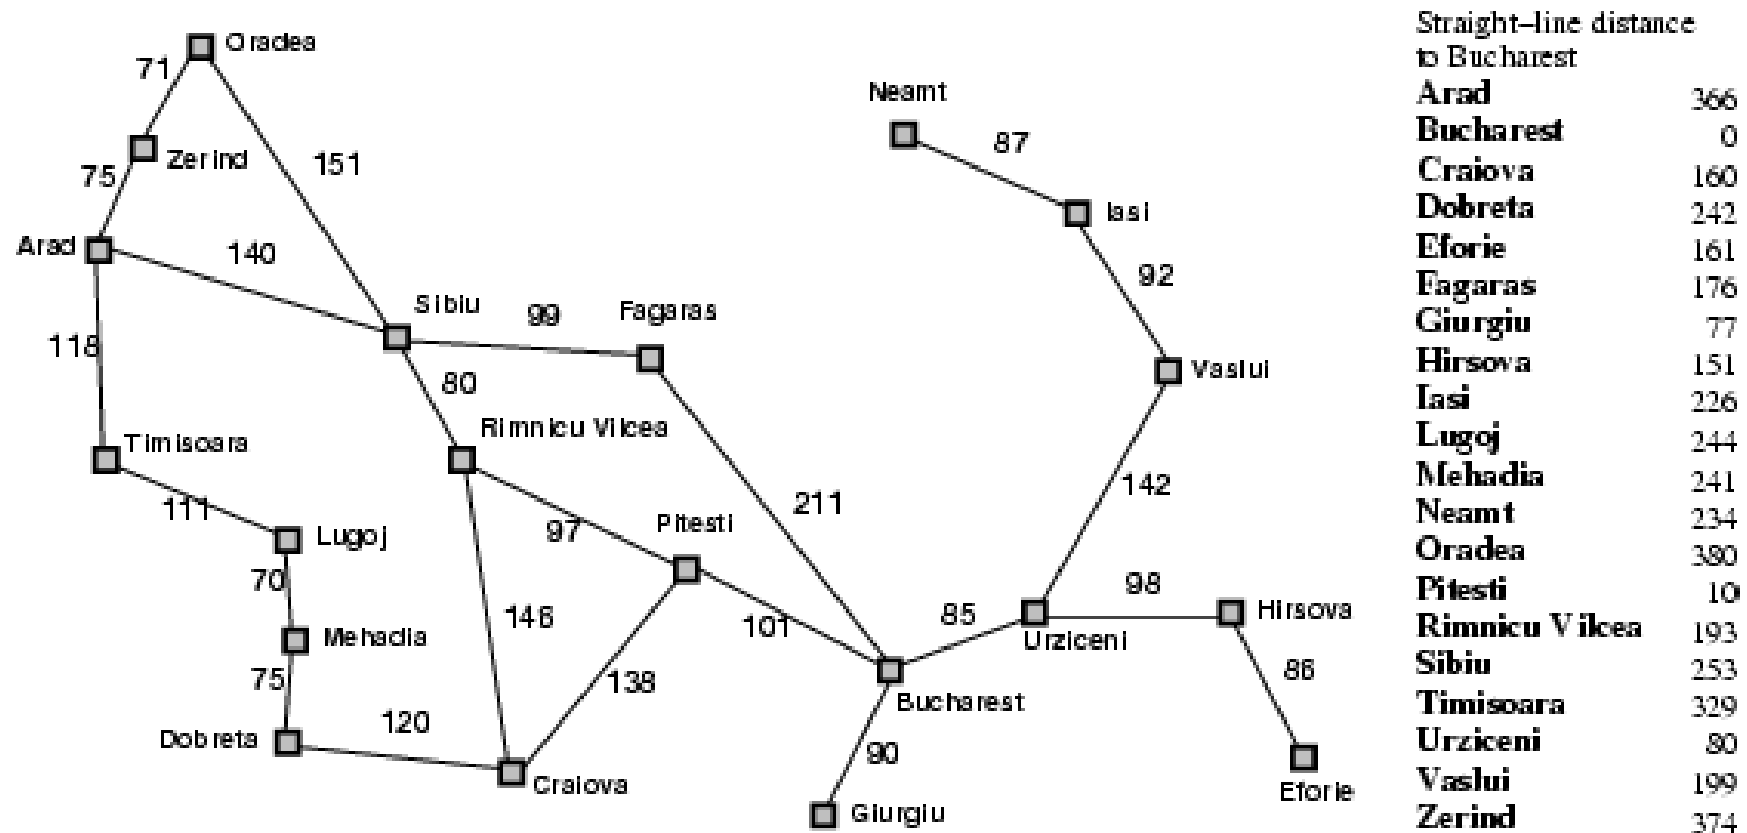 Oradea
71
Neamt
87
Zerind
151
75
Iasi
Arad
140
92
Sibiu
99
Fagaras
118
80
Vaslui
Rimnicu Vilcea
Timisoara
142
211
111
Pitesti
Lugoj
97
70
98
Hirsova
146
101
85
Mehadia
Urziceni
75
138
86
Bucharest
120
Dobreta
90
Craiova
Eforie
Giurgiu
Straight–line distance
to Bucharest
Arad 366
Bucharest 0
Craiova 160
Dobreta 242
Eforie 161
Fagaras 176
Giurgiu 77
Hirsova 151
Iasi 226
Lugoj 244
Mehadia 241
Neamt 234
Oradea 380
Pitesti 10
Rimnicu Vilcea 193
Sibiu 253
Timisoara 329
Urziceni 80
Vaslui 199
Zerind 374